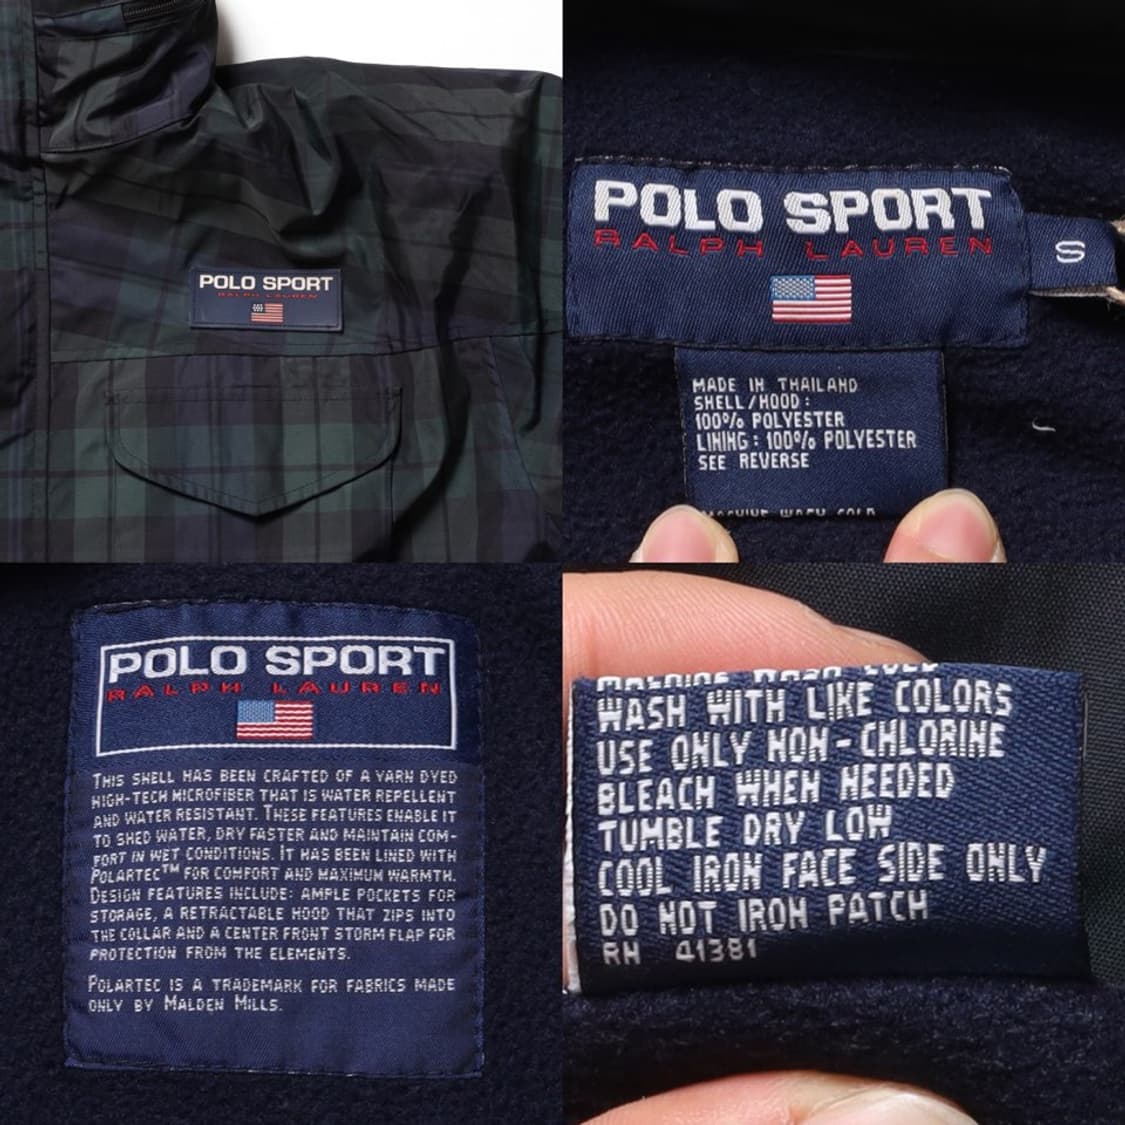 POLO SPORT
RALPH LAUREN
POLO SPORT
RALPH LAUREN
S
MADE IN THAILAND
SHELL/HOOD:
100% POLYESTER
LINING: 100% POLYESTER
SEE REVERSE
MACHINE WASH COLD
POLO SPORT
RALPH LAUREN
THIS SHELL HAS BEEN CRAFTED OF A YARN DYED
HIGH-TECH MICROFIBER THAT IS WATER REPELLENT
AND WATER RESISTANT. THESE FEATURES ENABLE IT
TO SHED WATER, DRY FASTER AND MAINTAIN COM-
FORT IN WET CONDITIONS. IT HAS BEEN LINED WITH
POLARTEC™ FOR COMFORT AND MAXIMUM WARMTH.
DESIGN FEATURES INCLUDE: AMPLE POCKETS FOR
STORAGE, A RETRACTABLE HOOD THAT ZIPS INTO
THE COLLAR AND A CENTER FRONT STORM FLAP FOR
PROTECTION FROM THE ELEMENTS.
POLARTEC IS A TRADEMARK FOR FABRICS MADE
ONLY BY MALDEN MILLS.
MACHINE WASH COLD
WASH WITH LIKE COLORS
USE ONLY NON-CHLORINE
BLEACH WHEN NEEDED
TUMBLE DRY LOW
COOL IRON FACE SIDE ONLY
DO NOT IRON PATCH
RN 41381